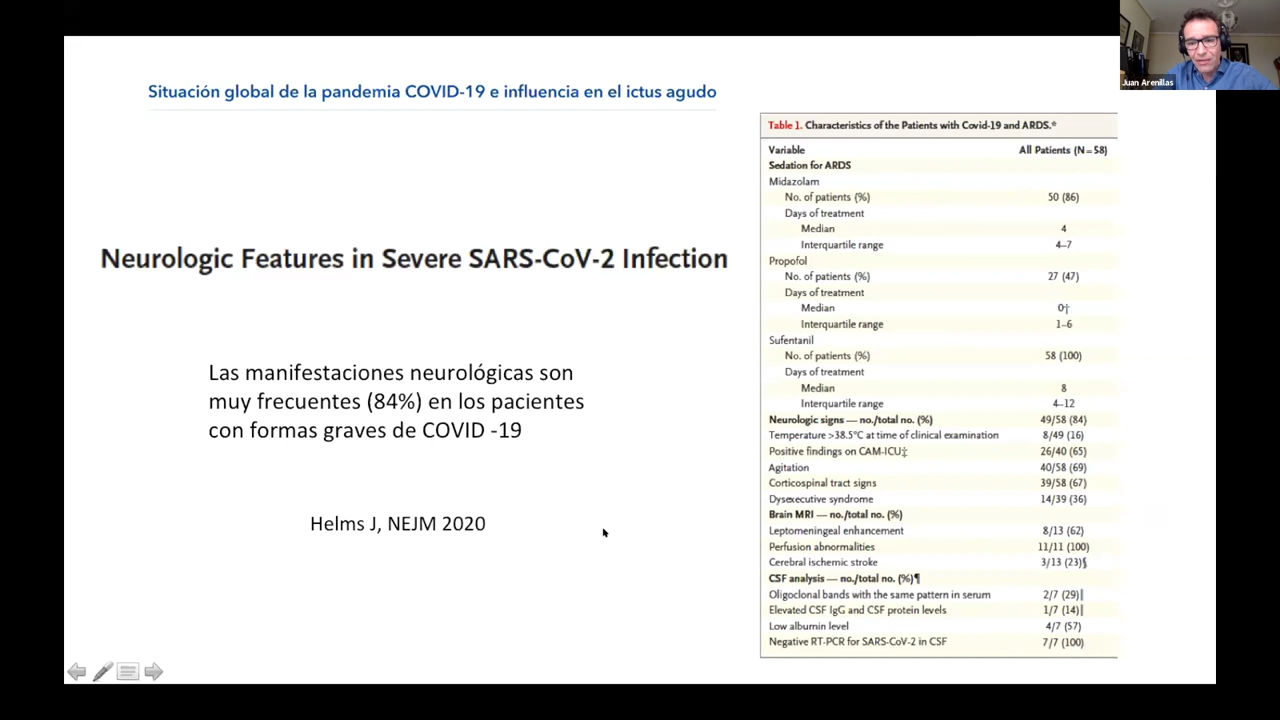 Juan Arenillas
Situación global de la pandemia COVID-19 e influencia en el ictus agudo
Neurologic Features in Severe SARS-CoV-2 Infection
Las manifestaciones neurológicas son
muy frecuentes (84%) en los pacientes
con formas graves de COVID -19
Helms J, NEJM 2020
Table 1. Characteristics of the Patients with Covid-19 and ARDS.*
Variable All Patients (N=58)
Sedation for ARDS
Midazolam
No. of patients (%) 50 (86)
Days of treatment
Median 4
Interquartile range 4–7
Propofol
No. of patients (%) 27 (47)
Days of treatment
Median 0†
Interquartile range 1–6
Sufentanil
No. of patients (%) 58 (100)
Days of treatment
Median 8
Interquartile range 4–12
Neurologic signs — no./total no. (%) 49/58 (84)
Temperature >38.5°C at time of clinical examination 8/49 (16)
Positive findings on CAM-ICU‡ 26/40 (65)
Agitation 40/58 (69)
Corticospinal tract signs 39/58 (67)
Dysexecutive syndrome 14/39 (36)
Brain MRI — no./total no. (%)
Leptomeningeal enhancement 8/13 (62)
Perfusion abnormalities 11/11 (100)
Cerebral ischemic stroke 3/13 (23)§
CSF analysis — no./total no. (%)¶
Oligoclonal bands with the same pattern in serum 2/7 (29)‖
Elevated CSF IgG and CSF protein levels 1/7 (14)‖
Low albumin level 4/7 (57)
Negative RT-PCR for SARS-CoV-2 in CSF 7/7 (100)